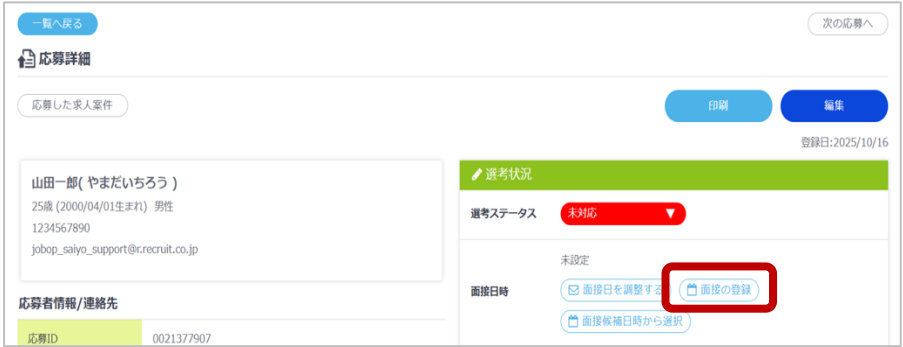 一覧へ戻る
次の応募へ
応募詳細
応募した求人案件
印刷
編集
登録日:2025/10/16
山田一郎( やまだいちろう )
25歳 (2000/04/01生まれ) 男性
1234567890
jobop_saiyo_support@r.recruit.co.jp
応募者情報/連絡先
応募ID 0021377907
選考状況
選考ステータス 未対応 ▼
未設定
面接日時 面接日を調整する 面接の登録
面接候補日時から選択